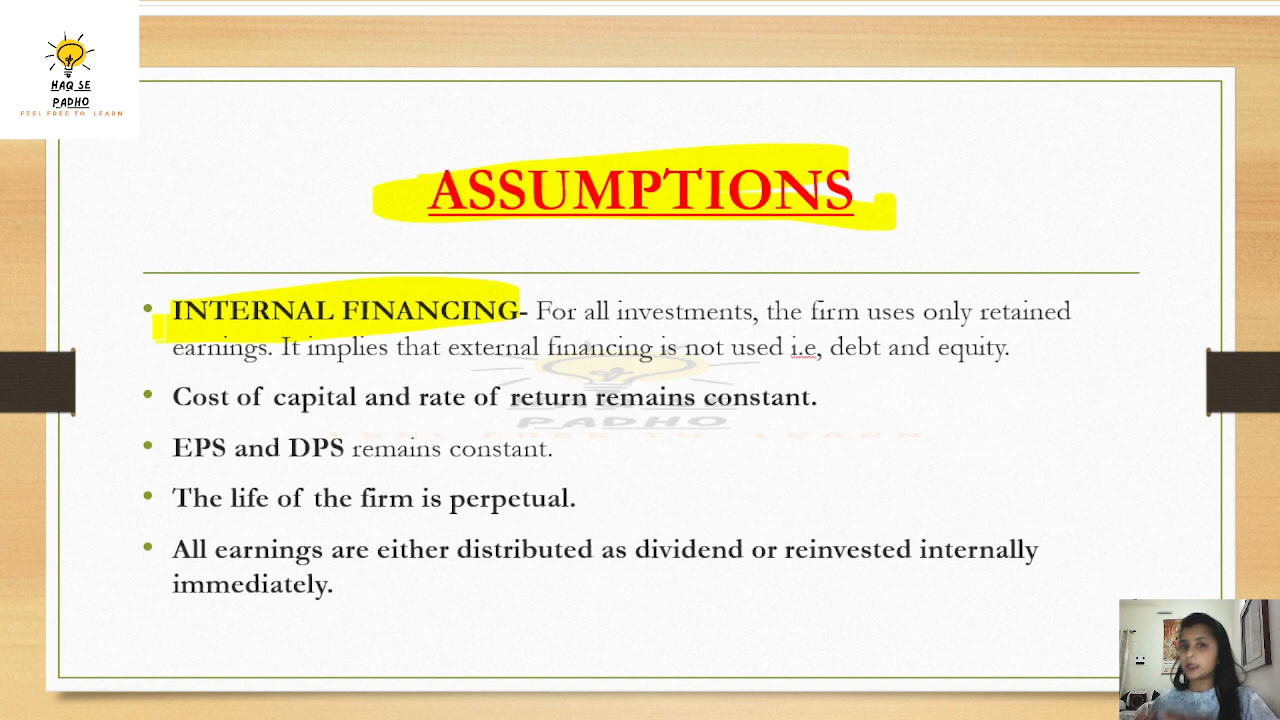 HAQ SE
PADHO
FEEL FREE TO LEARN
ASSUMPTIONS
• INTERNAL FINANCING- For all investments, the firm uses only retained
earnings. It implies that external financing is not used i.e, debt and equity.
• Cost of capital and rate of return remains constant.
PADHO
• EPS and DPS remains constant.
• The life of the firm is perpetual.
• All earnings are either distributed as dividend or reinvested internally
immediately.